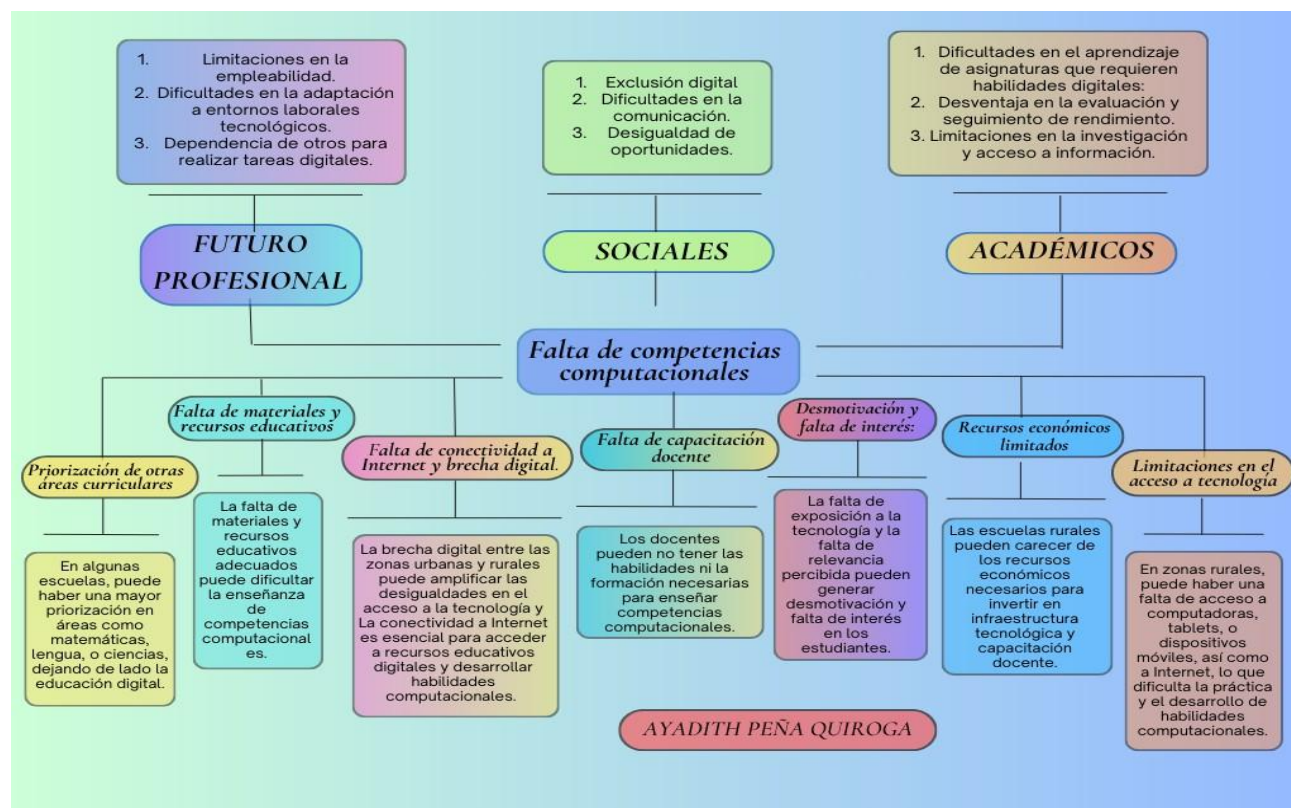 1. Limitaciones en la
empleabilidad.
2. Dificultades en la adaptación
a entornos laborales
tecnológicos.
3. Dependencia de otros para
realizar tareas digitales.
1. Exclusión digital
2. Dificultades en la
comunicación.
3. Desigualdad de
oportunidades.
1. Dificultades en el aprendizaje
de asignaturas que requieren
habilidades digitales:
2. Desventaja en la evaluación y
seguimiento de rendimiento.
3. Limitaciones en la investigación
y acceso a información.
FUTURO
PROFESIONAL
SOCIALES
ACADÉMICOS
Falta de competencias
computacionales
Priorización de otras
áreas curriculares
En algunas
escuelas, puede
haber una mayor
priorización en
áreas como
matemáticas,
lengua, o ciencias,
dejando de lado la
educación digital.
Falta de materiales y
recursos educativos
La falta de
materiales y
recursos
educativos
adecuados
puede dificultar
la enseñanza
de
competencias
computacional
es.
Falta de conectividad a
Internet y brecha digital.
La brecha digital entre las
zonas urbanas y rurales
puede amplificar las
desigualdades en el
acceso a la tecnología y
La conectividad a Internet
es esencial para acceder
a recursos educativos
digitales y desarrollar
habilidades
computacionales.
Falta de capacitación
docente
Los docentes
pueden no tener las
habilidades ni la
formación necesarias
para enseñar
competencias
computacionales.
Desmotivación y
falta de interés:
La falta de
exposición a la
tecnología y la
falta de
relevancia
percibida pueden
generar
desmotivación y
falta de interés
en los
estudiantes.
Recursos económicos
limitados
Las escuelas rurales
pueden carecer de
los recursos
económicos
necesarios para
invertir en
infraestructura
tecnológica y
capacitación
docente.
Limitaciones en el
acceso a tecnología
En zonas rurales,
puede haber una
falta de acceso a
computadoras,
tablets, o
dispositivos
móviles, así como
a Internet, lo que
dificulta la práctica
y el desarrollo de
habilidades
computacionales.
AYADITH PEÑA QUIROGA